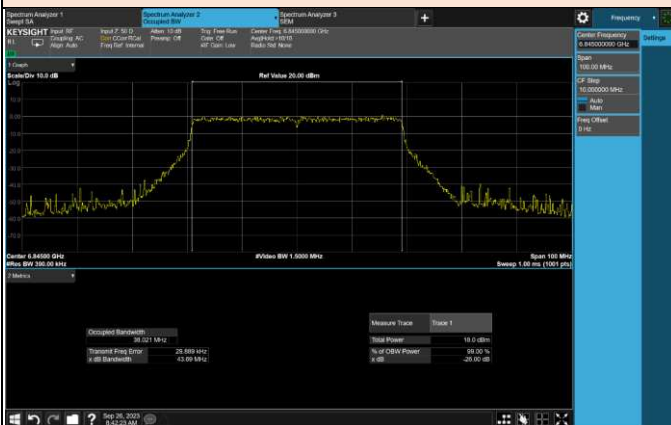 Spectrum Analyzer 1
Swept SA
Spectrum Analyzer 2
Occupied BW
Spectrum Analyzer 3
SEM
+
Frequency
KEYSIGHT
Input: RF
Coupling: AC
Align: Auto
Input Z: 50 Ω
Corr CCorr RCal
Freq Ref: Internal
Atten: 10 dB
Preamp: Off
Trig: Free Run
Gate: Off
#IF Gain: Low
Center Freq: 6.845000000 GHz
Avg|Hold: 10/10
Radio Std: None
Center Frequency
6.845000000 GHz
Settings
Span
100.00 MHz
CF Step
10.000000 MHz
Auto
Man
Freq Offset
0 Hz
1 Graph
Scale/Div 10.0 dB
Ref Value 20.00 dBm
Log
Center 6.84500 GHz
#Video BW 1.5000 MHz
Span 100 MHz
#Res BW 390.00 kHz
Sweep 1.00 ms (1001 pts)
2 Metrics
Measure Trace
Trace 1
Occupied Bandwidth
38.021 MHz
Total Power
Transmit Freq Error
% of OBW Power
99.00 %
x dB Bandwidth
43.69 MHz
x dB
-26.00 dB
?
Sep 26, 2023
8:42:23 AM